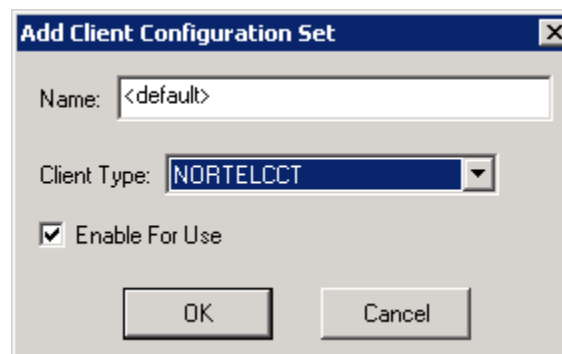 Add Client Configuration Set
Name: <default>
Client Type: NORTELCCT
Enable For Use
OK Cancel